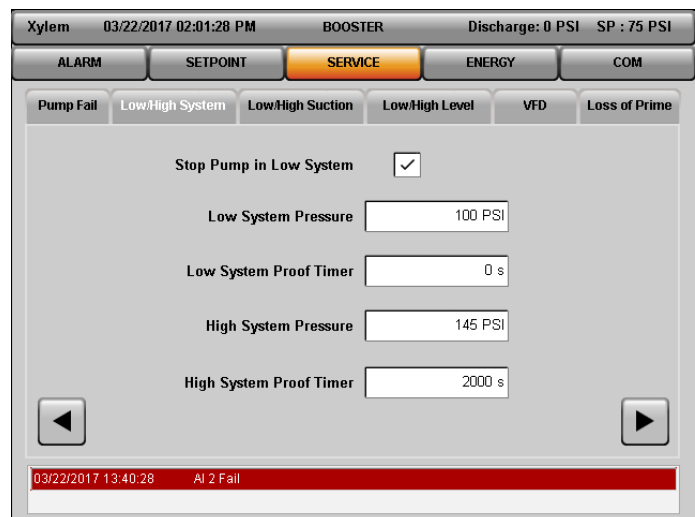 Xylem 03/22/2017 02:01:28 PM BOOSTER Discharge: 0 PSI SP : 75 PSI
ALARM SETPOINT SERVICE ENERGY COM
Pump Fail Low/High System Low/High Suction Low/High Level VFD Loss of Prime
Stop Pump in Low System
Low System Pressure 100 PSI
Low System Proof Timer 0 s
High System Pressure 145 PSI
High System Proof Timer 2000 s
03/22/2017 13:40:28 AI 2 Fail